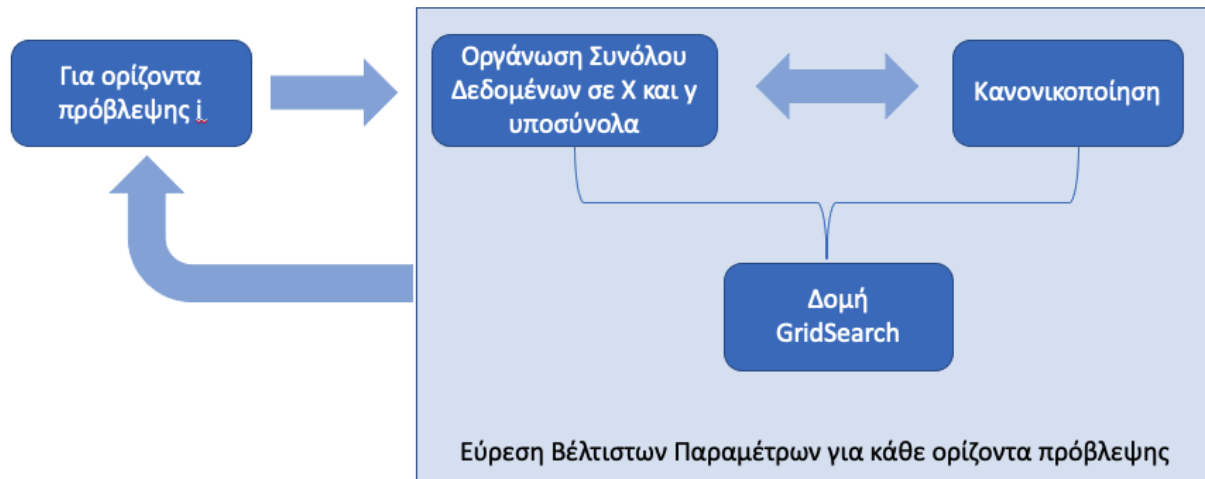 Για ορίζοντα
πρόβλεψης i
Οργάνωση Συνόλου
Δεδομένων σε X και y
υποσύνολα
Κανονικοποίηση
Δομή
GridSearch
Εύρεση Βέλτιστων Παραμέτρων για κάθε ορίζοντα πρόβλεψης